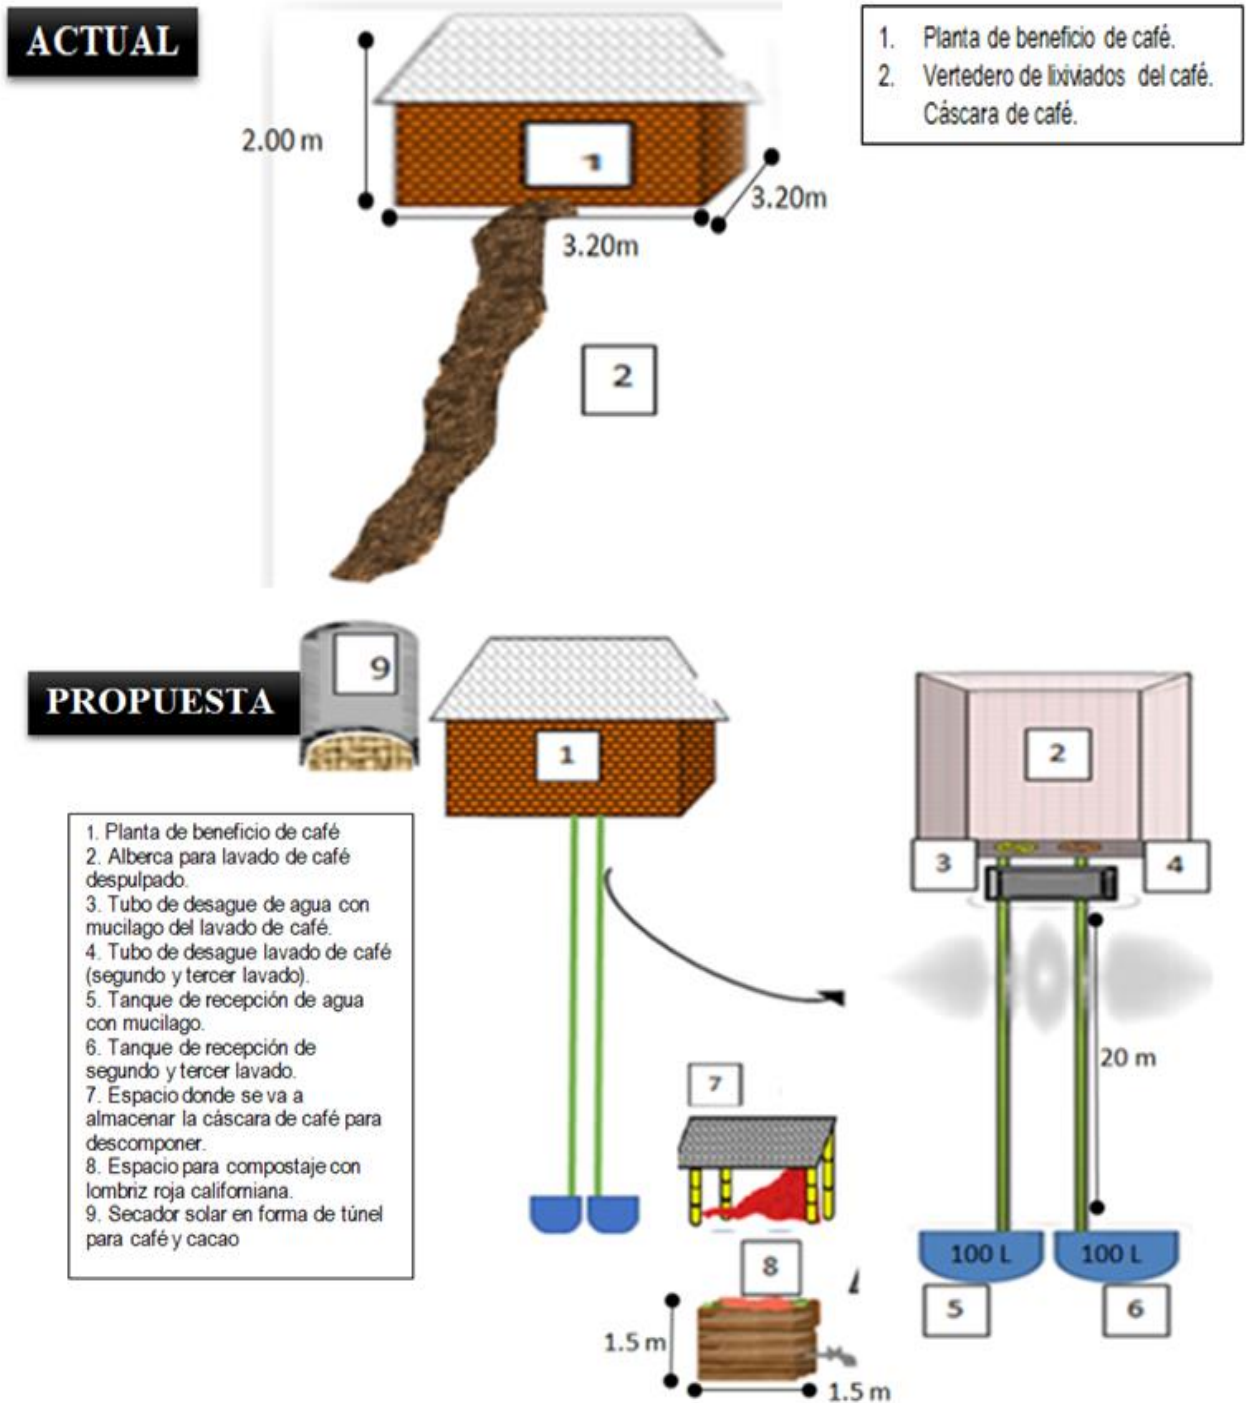 ACTUAL
1. Planta de beneficio de café.
2. Vertedero de lixiviados del café.
Cáscara de café.
2.00 m
1
3.20m
3.20m
2
PROPUESTA
9
1
2
3
4
1. Planta de beneficio de café
2. Alberca para lavado de café
despulpado.
3. Tubo de desague de agua con
mucilago del lavado de café.
4. Tubo de desague lavado de café
(segundo y tercer lavado).
5. Tanque de recepción de agua
con mucilago.
6. Tanque de recepción de
segundo y tercer lavado.
7. Espacio donde se va a
almacenar la cáscara de café para
descomponer.
8. Espacio para compostaje con
lombriz roja californiana.
9. Secador solar en forma de túnel
para café y cacao
20 m
7
100 L
100 L
8
5
6
1.5 m
1.5 m